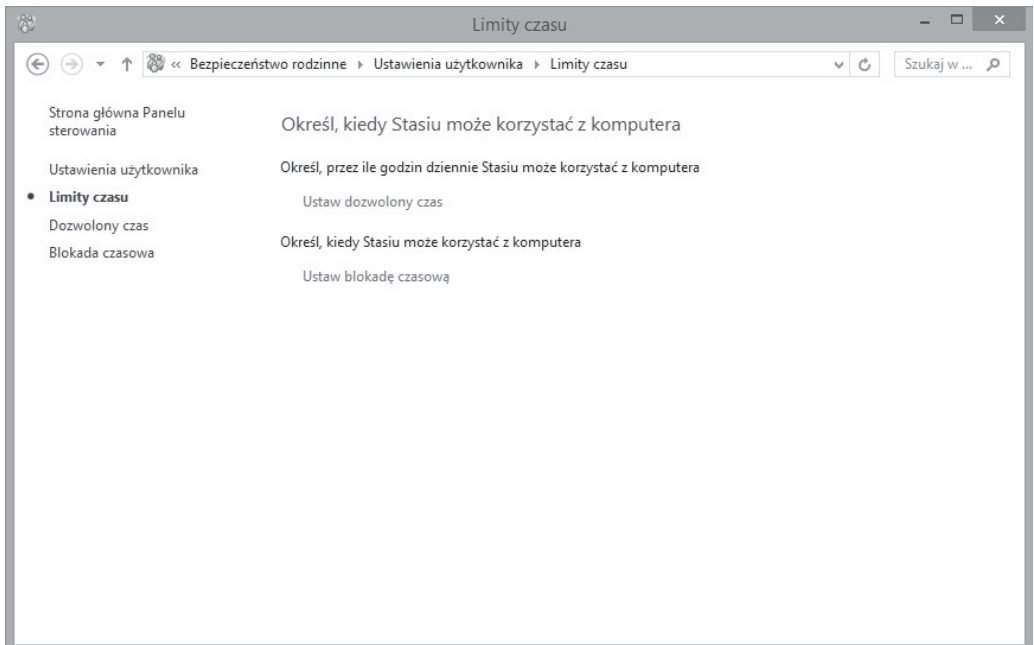 Limity czasu
« Bezpieczeństwo rodzinne Ustawienia użytkownika Limity czasu
Szukaj w ...
Strona główna Panelu
sterowania
Ustawienia użytkownika
• Limity czasu
Dozwolony czas
Blokada czasowa
Określ, kiedy Stasiu może korzystać z komputera
Określ, przez ile godzin dziennie Stasiu może korzystać z komputera
Ustaw dozwolony czas
Określ, kiedy Stasiu może korzystać z komputera
Ustaw blokadę czasową